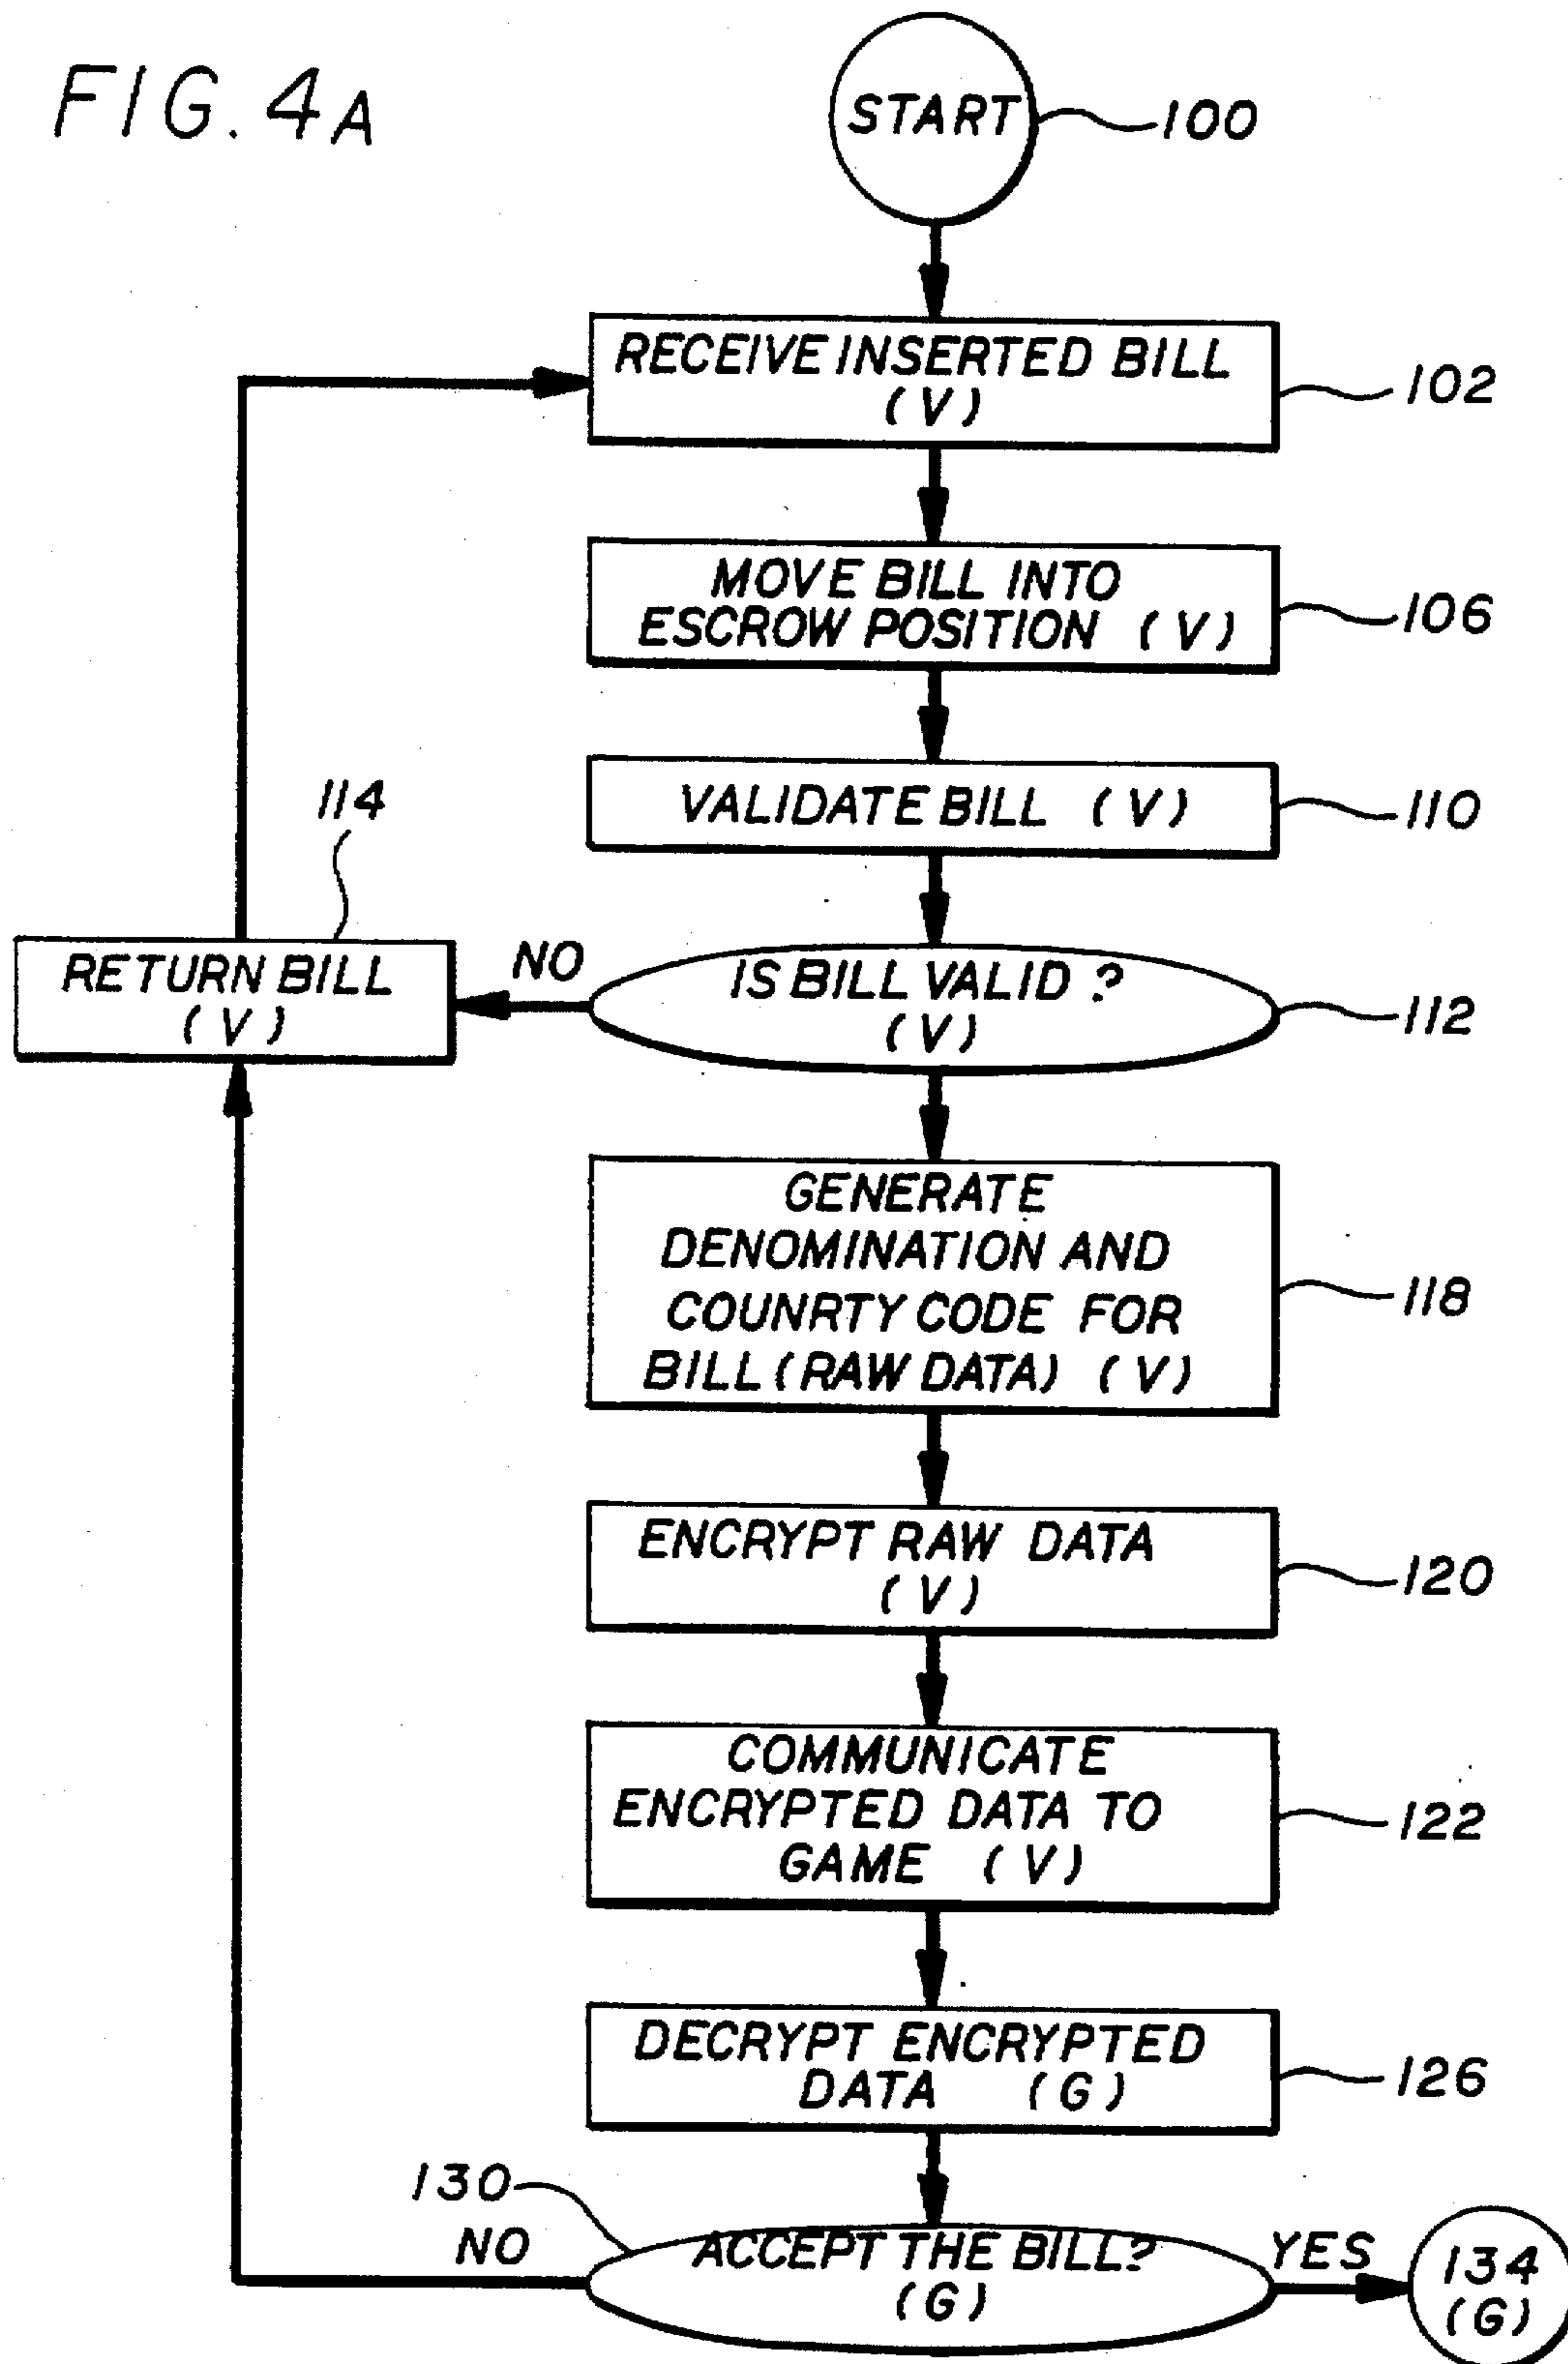 FIG. 4A
START
100
RECEIVE INSERTED BILL
(V)
102
MOVE BILL INTO
ESCROW POSITION (V)
106
VALIDATE BILL (V)
110
114
RETURN BILL
(V)
NO
IS BILL VALID?
(V)
112
GENERATE
DENOMINATION AND
COUNRTY CODE FOR
BILL (RAW DATA) (V)
118
ENCRYPT RAW DATA
(V)
120
COMMUNICATE
ENCRYPTED DATA TO
GAME (V)
122
DECRYPT ENCRYPTED
DATA (G)
126
130
NO
ACCEPT THE BILL?
(G)
YES
134
(G)